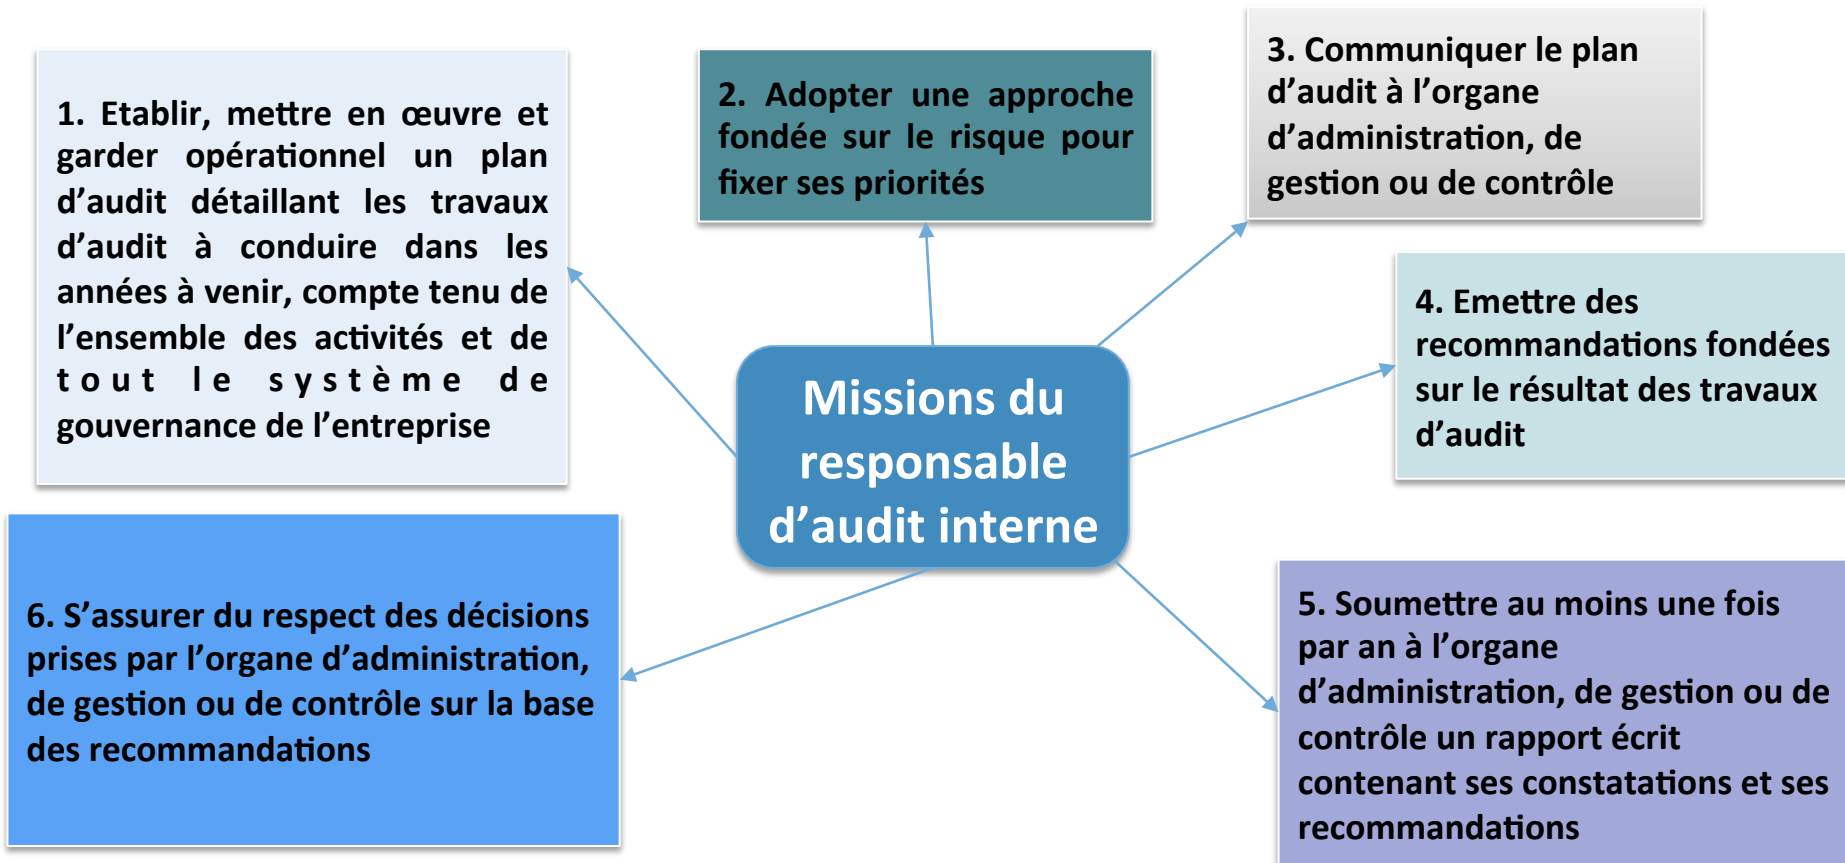 1. Etablir, mettre en œuvre et
garder opérationnel un plan
d’audit détaillant les travaux
d’audit à conduire dans les
années à venir, compte tenu de
l’ensemble des activités et de
tout le système de
gouvernance de l’entreprise
2. Adopter une approche
fondée sur le risque pour
fixer ses priorités
3. Communiquer le plan
d’audit à l’organe
d’administration, de
gestion ou de contrôle
4. Emettre des
recommandations fondées
sur le résultat des travaux
d’audit
Missions du
responsable
d’audit interne
5. Soumettre au moins une fois
par an à l’organe
d’administration, de gestion ou de
contrôle un rapport écrit
contenant ses constatations et ses
recommandations
6. S’assurer du respect des décisions
prises par l’organe d’administration,
de gestion ou de contrôle sur la base
des recommandations